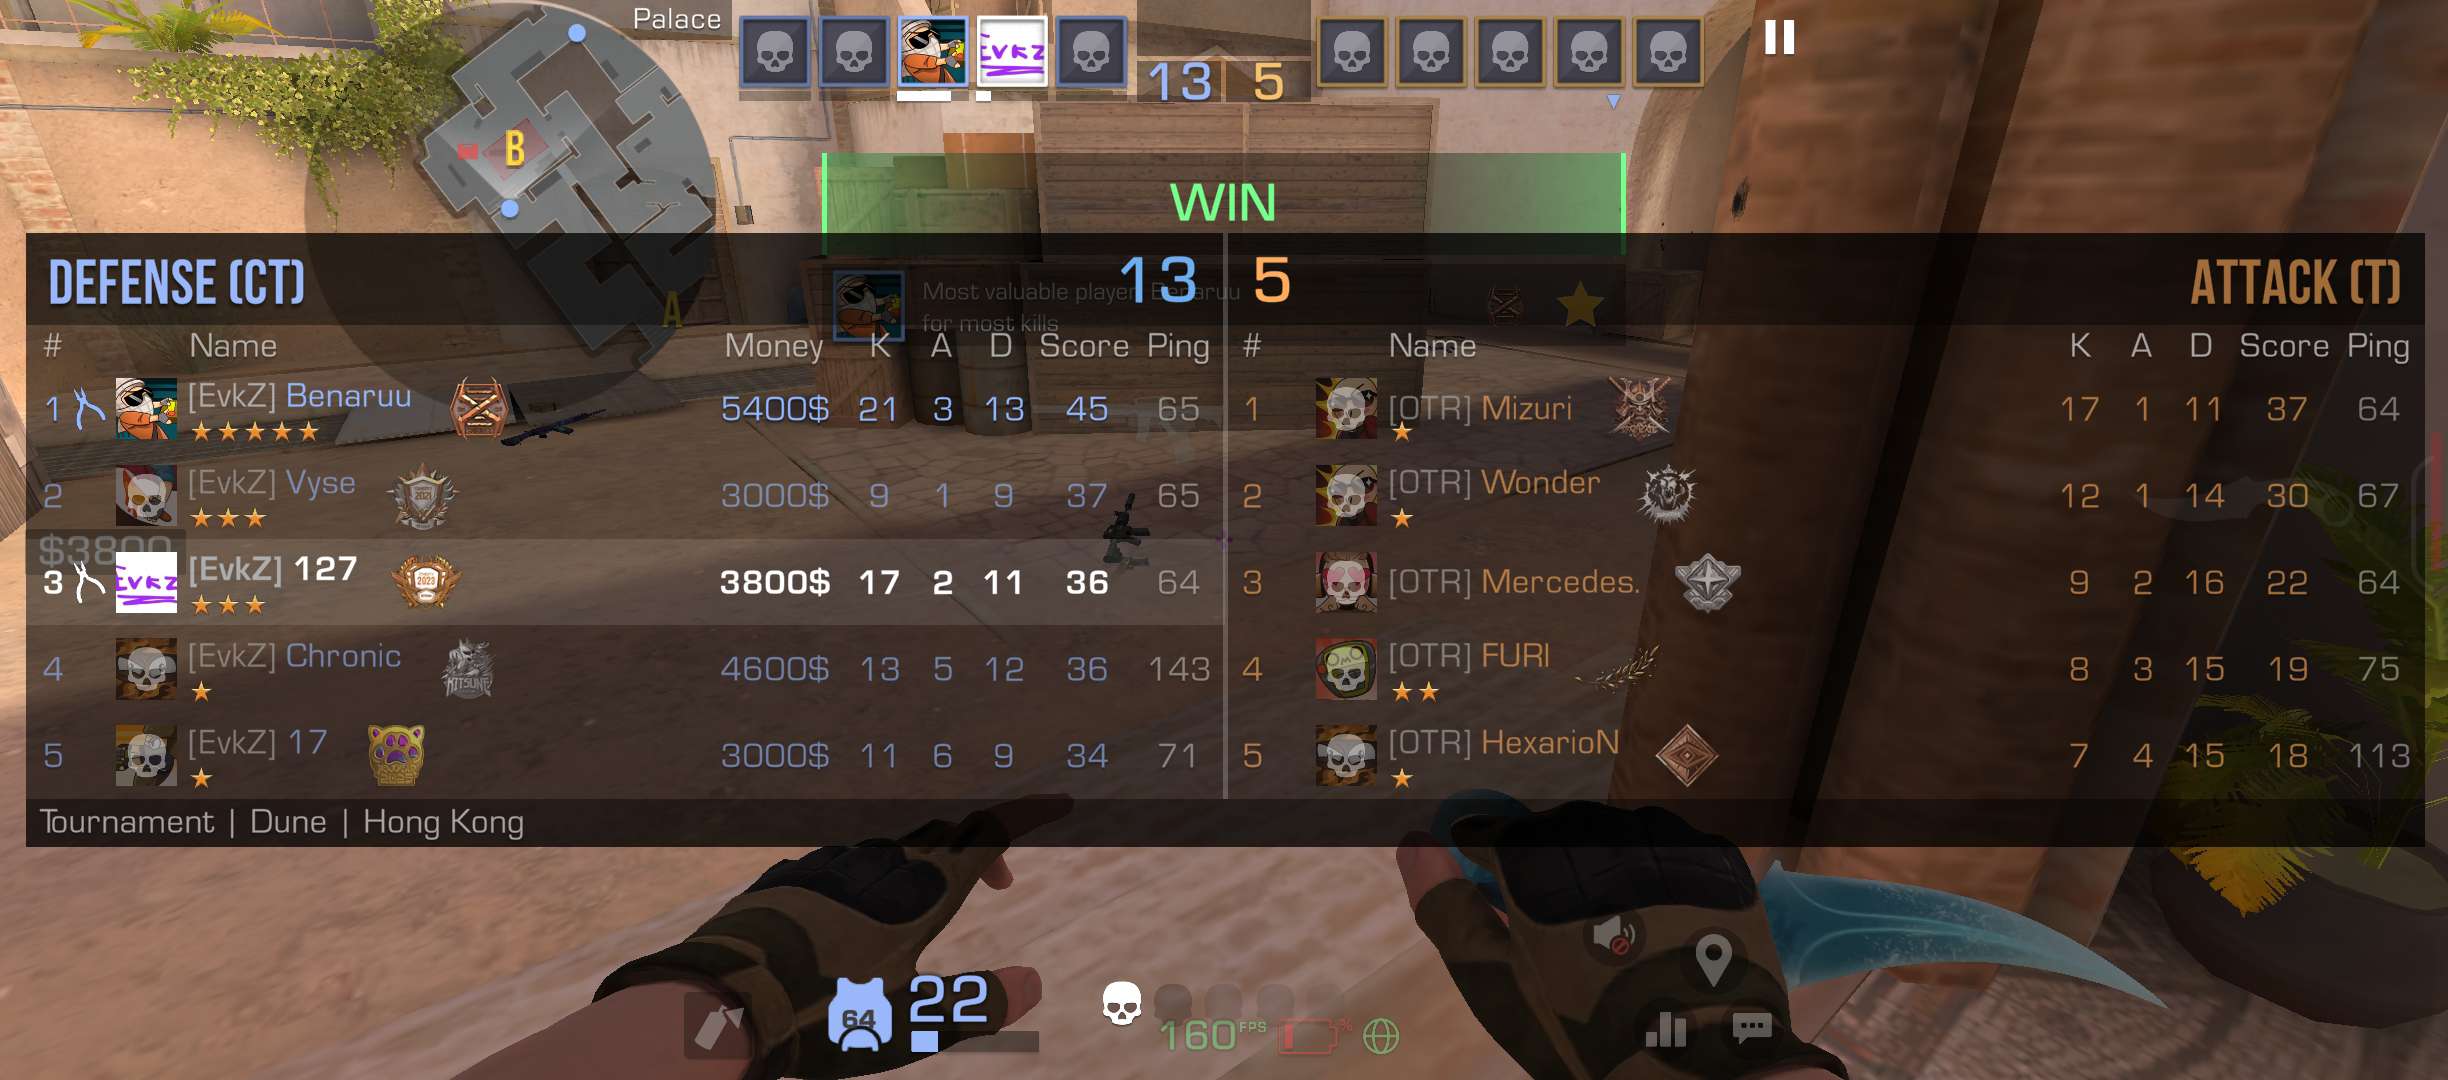 Palace
EVKZ
13 5
B
WIN
DEFENSE (CT) 13 5 ATTACK (T)
Most valuable player: Benaruu
for most kills
A
# Name Money K A D Score Ping # Name K A D Score Ping
1 [EvkZ] Benaruu 5400$ 21 3 13 45 65 1 [OTR] Mizuri 17 1 11 37 64
2 [EvkZ] Vyse 2021 3000$ 9 1 9 37 65 2 [OTR] Wonder 12 1 14 30 67
$3800
3 EVKZ [EvkZ] 127 2023 3800$ 17 2 11 36 64 3 [OTR] Mercedes. 9 2 16 22 64
4 [EvkZ] Chronic KITSUNE 4600$ 13 5 12 36 143 4 [OTR] FURI 8 3 15 19 75
5 [EvkZ] 17 3000$ 11 6 9 34 71 5 [OTR] HexarioN 7 4 15 18 113
Tournament | Dune | Hong Kong
64 22
160 FPS %